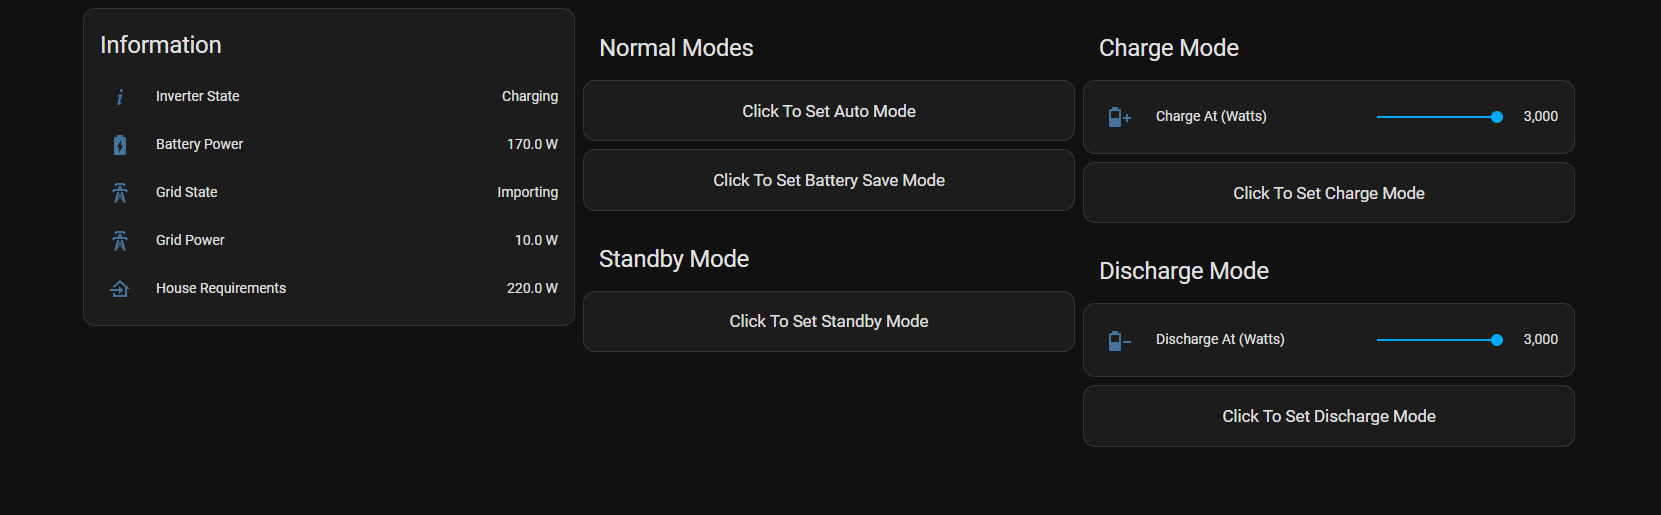 Information
Inverter State Charging
Battery Power 170.0 W
Grid State Importing
Grid Power 10.0 W
House Requirements 220.0 W
Normal Modes
Click To Set Auto Mode
Click To Set Battery Save Mode
Standby Mode
Click To Set Standby Mode
Charge Mode
Charge At (Watts) 3,000
Click To Set Charge Mode
Discharge Mode
Discharge At (Watts) 3,000
Click To Set Discharge Mode